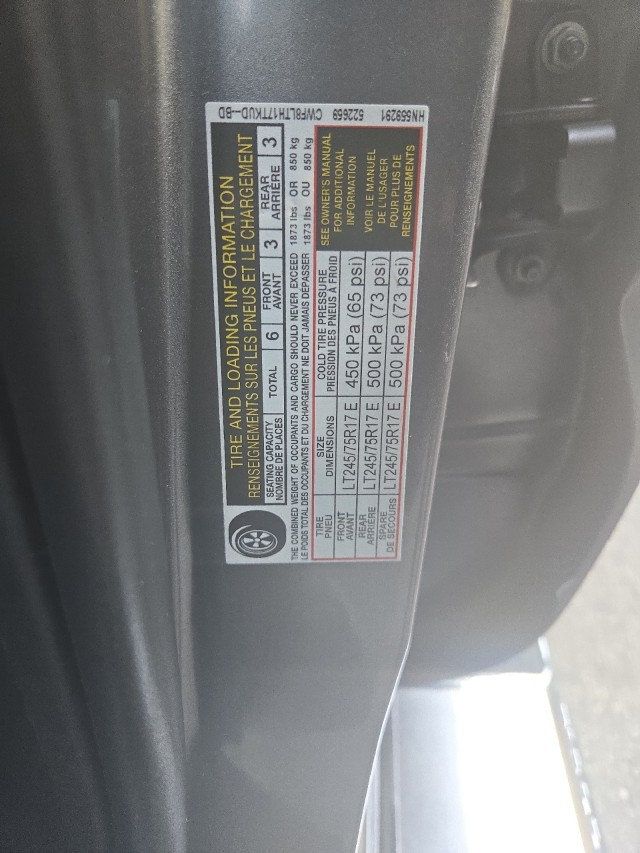 TIRE AND LOADING INFORMATION
RENSEIGNEMENTS SUR LES PNEUS ET LE CHARGEMENT
SEATING CAPACITY TOTAL 6 FRONT 3 REAR 3
NOMBRE DE PLACES AVANT ARRIÈRE
THE COMBINED WEIGHT OF OCCUPANTS AND CARGO SHOULD NEVER EXCEED 1873 lbs OR 850 kg
LE POIDS TOTAL DES OCCUPANTS ET DU CHARGEMENT NE DOIT JAMAIS DÉPASSER 1873 lbs OU 850 kg
TIRE SIZE COLD TIRE PRESSURE
PNEU DIMENSIONS PRESSION DES PNEUS À FROID
FRONT
AVANT LT245/75R17 E 450 kPa (65 psi)
REAR
ARRIÈRE LT245/75R17 E 500 kPa (73 psi)
SPARE
DE SECOURS LT245/75R17 E 500 kPa (73 psi)
SEE OWNER'S MANUAL
FOR ADDITIONAL
INFORMATION
VOIR LE MANUEL
DE L'USAGER
POUR PLUS DE
RENSEIGNEMENTS
HN559291 522659 CWF8LTH17TKUD--BD